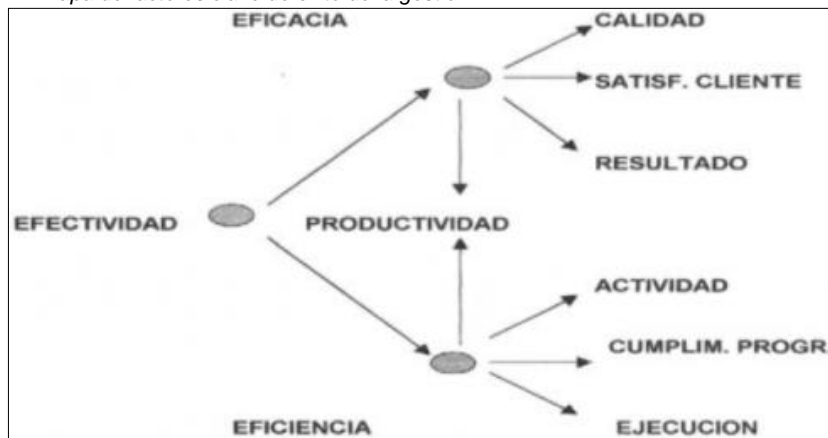 EFICACIA
CALIDAD
SATISF. CLIENTE
RESULTADO
EFECTIVIDAD
PRODUCTIVIDAD
ACTIVIDAD
CUMPLIM. PROGR
EFICIENCIA
EJECUCION